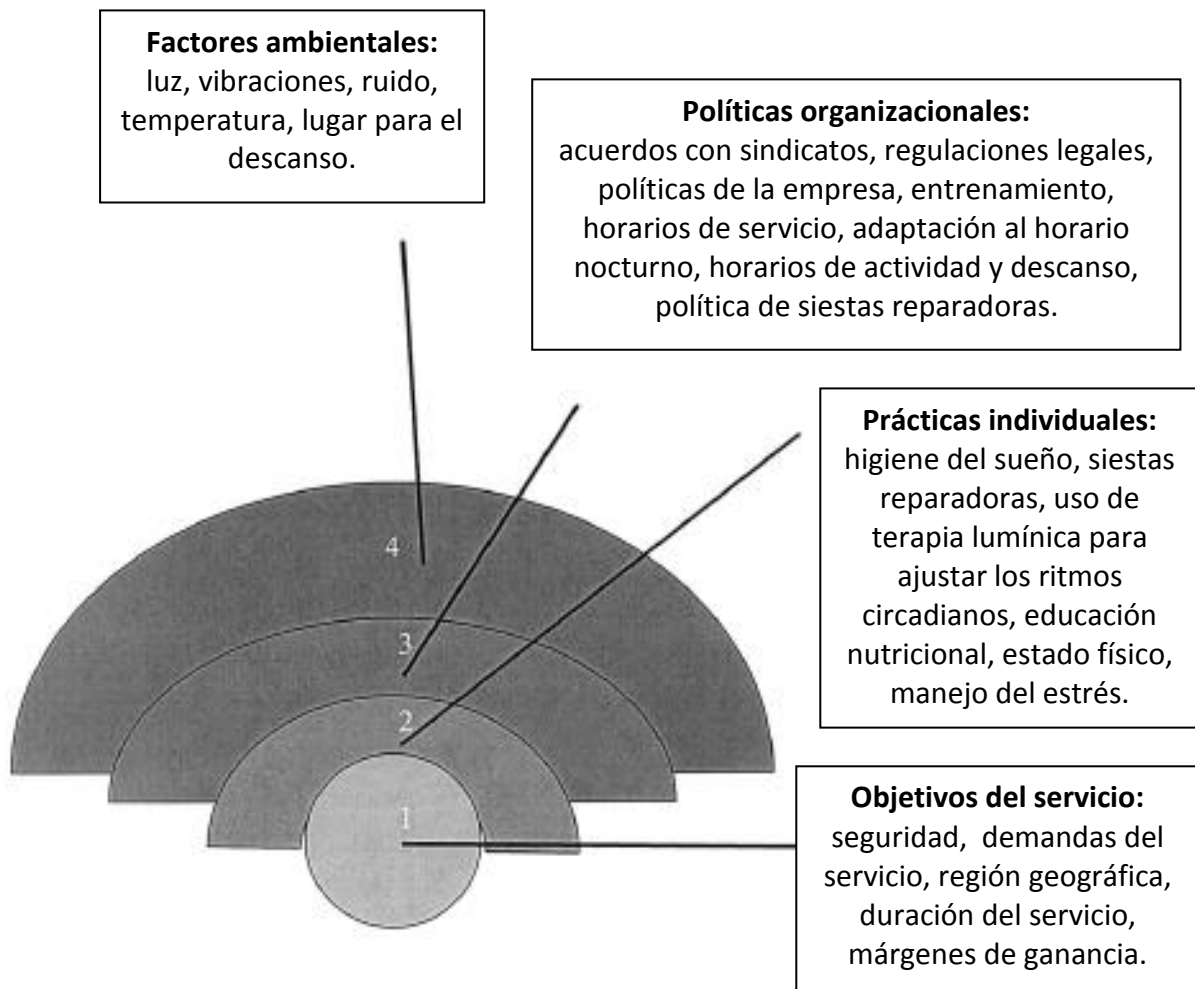 Factores ambientales:
luz, vibraciones, ruido,
temperatura, lugar para el
descanso.
Políticas organizacionales:
acuerdos con sindicatos, regulaciones legales,
políticas de la empresa, entrenamiento,
horarios de servicio, adaptación al horario
nocturno, horarios de actividad y descanso,
política de siestas reparadoras.
Prácticas individuales:
higiene del sueño, siestas
reparadoras, uso de
terapia lumínica para
ajustar los ritmos
circadianos, educación
nutricional, estado físico,
manejo del estrés.
4
3
2
1
Objetivos del servicio:
seguridad,  demandas del
servicio, región geográfica,
duración del servicio,
márgenes de ganancia.